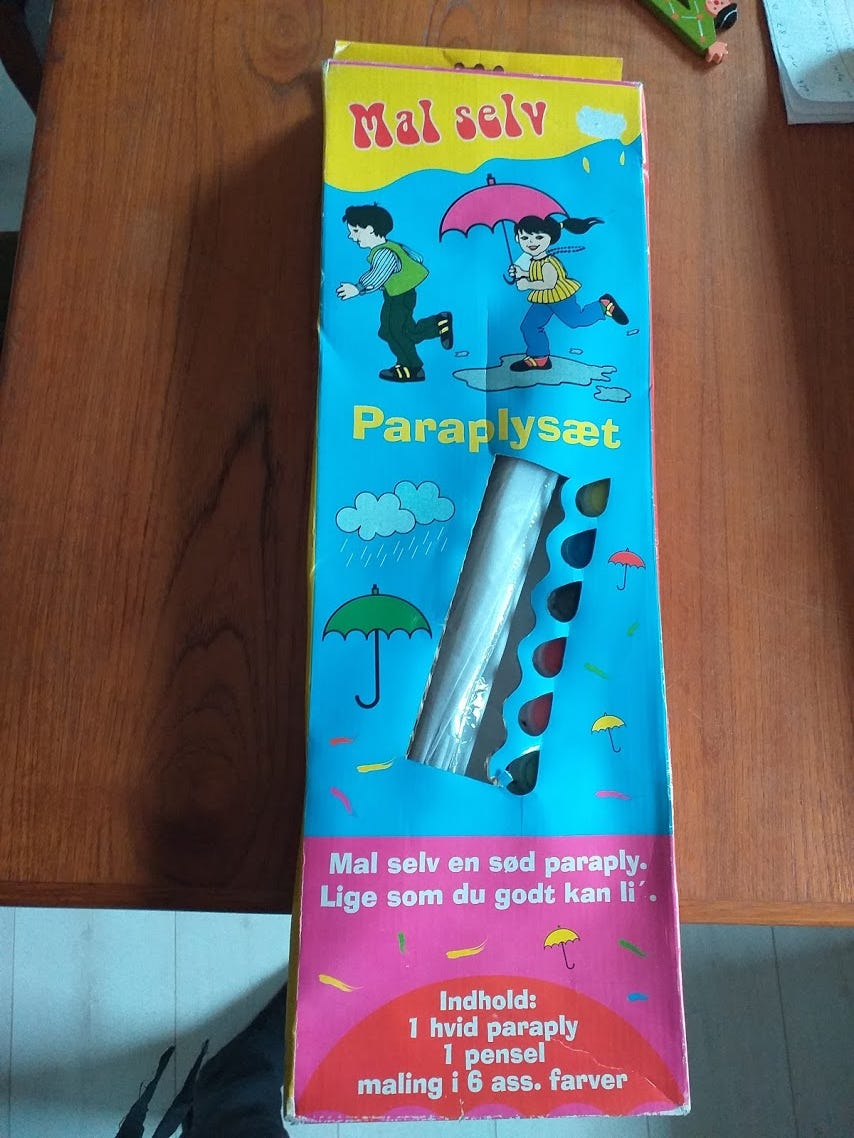 Mal selv
Paraplysæt
Mal selv en sød paraply.
Lige som du godt kan li´.
Indhold:
1 hvid paraply
1 pensel
maling i 6 ass. farver